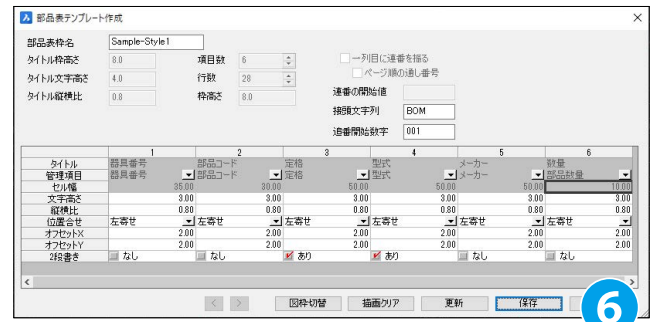 部品表テンプレート作成
部品表枠名 Sample-Style1
タイトル枠高さ 8.0 項目数 6 一列目に連番を振る
ページ順の通し番号
タイトル文字高さ 4.0 行数 28
タイトル縦横比 0.8 枠高さ 8.0 連番の開始値
接頭文字列 BOM
追番開始数字 001
1 2 3 4 5 6
タイトル 器具番号 部品コード 定格 型式 メーカー 数量
管理項目 器具番号 部品コード 定格 型式 メーカー 部品数量
セル幅 35.00 30.00 50.00 50.00 50.00 10.00
文字高さ 3.00 3.00 3.00 3.00 3.00 3.00
縦横比 0.80 0.80 0.80 0.80 0.80 0.80
位置合せ 左寄せ 左寄せ 左寄せ 左寄せ 左寄せ 左寄せ
オフセットX 2.00 2.00 2.00 2.00 2.00 2.00
オフセットY 2.00 2.00 2.00 2.00 2.00 2.00
2段書き なし なし あり あり なし なし
< > 図枠切替 描画クリア 更新 保存
6